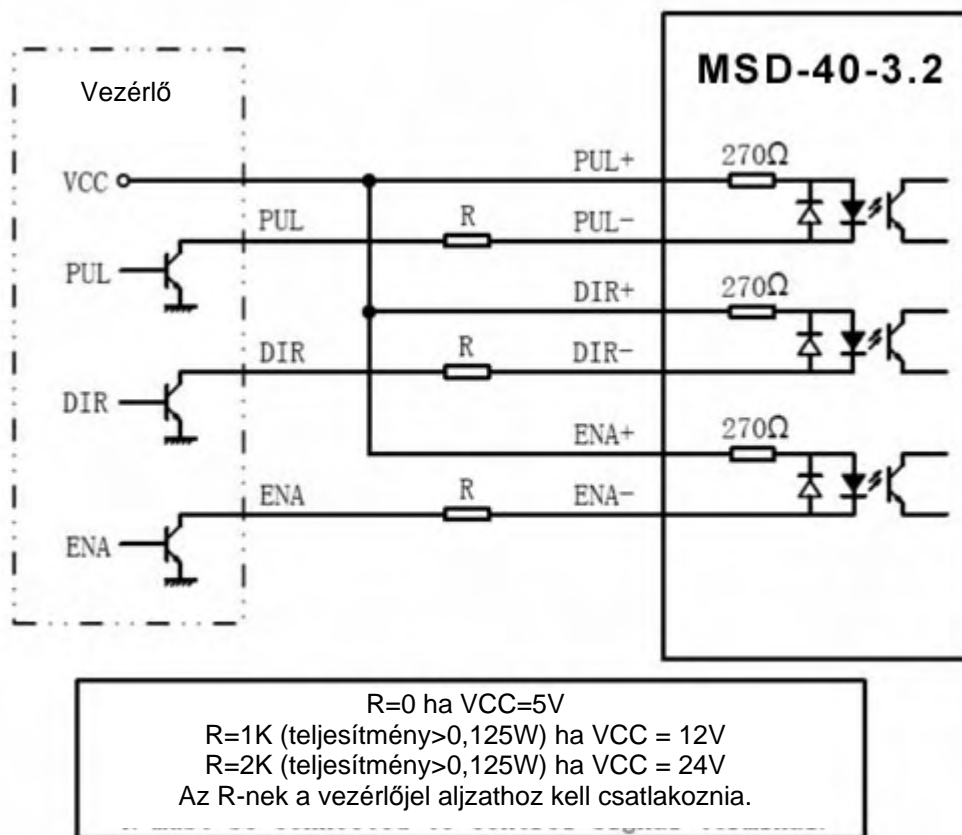 Vezérlő
MSD-40-3.2
VCC
PUL+
270Ω
PUL
R
PUL-
PUL
DIR+
270Ω
DIR
R
DIR-
DIR
ENA+
270Ω
ENA
R
ENA-
ENA
R=0 ha VCC=5V
R=1K (teljesítmény>0,125W) ha VCC = 12V
R=2K (teljesítmény>0,125W) ha VCC = 24V
Az R-nek a vezérlőjel aljzathoz kell csatlakoznia.